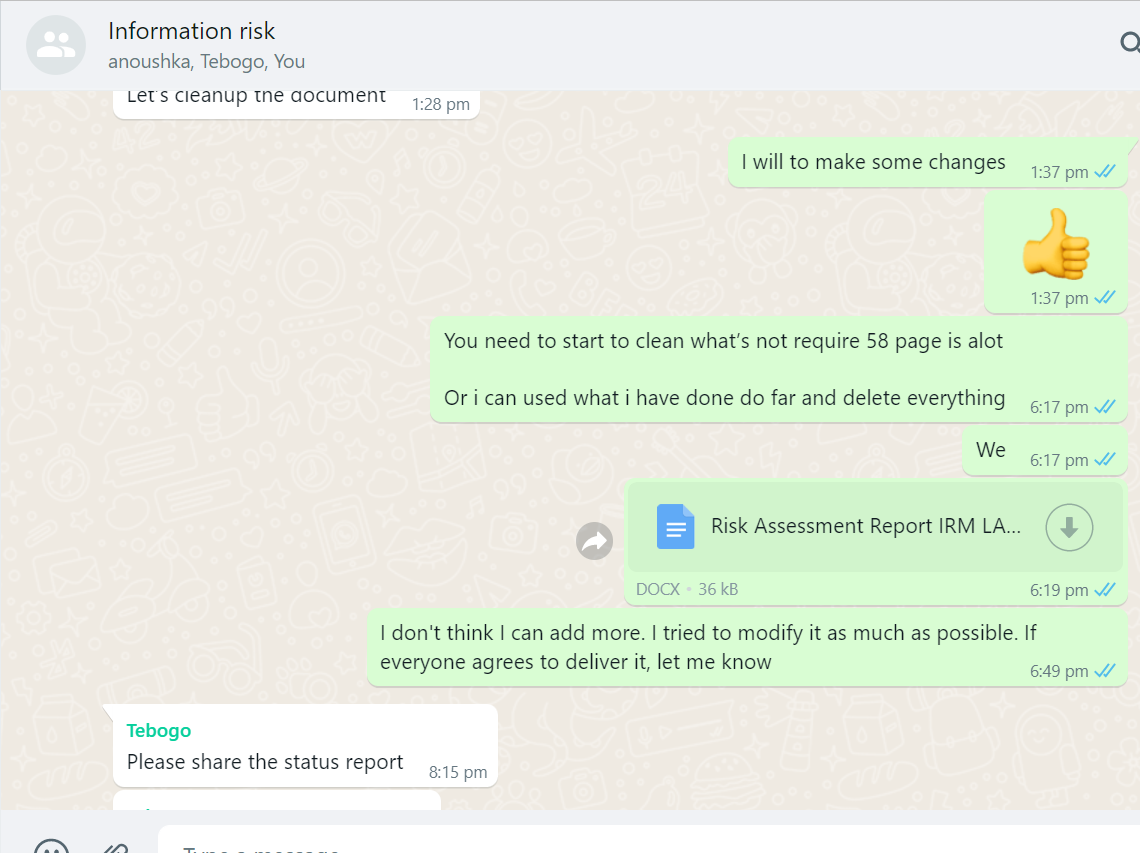 Information risk
anoushka, Tebogo, You
Let's cleanup the document 1:28 pm
I will to make some changes 1:37 pm
1:37 pm
You need to start to clean what’s not require 58 page is alot
Or i can used what i have done do far and delete everything 6:17 pm
We 6:17 pm
Risk Assessment Report IRM LA...
DOCX • 36 kB 6:19 pm
I don't think I can add more. I tried to modify it as much as possible. If
everyone agrees to deliver it, let me know 6:49 pm
Tebogo
Please share the status report 8:15 pm
Type a message